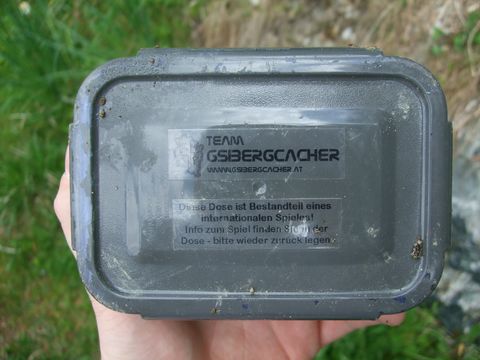 TEAM
GSBERGCACHER
WWW.GSBERGCACHER.AT
Diese Dose ist Bestandteil eines
internationalen Spieles!
Info zum Spiel finden Sie in der
Dose - bitte wieder zurück legen